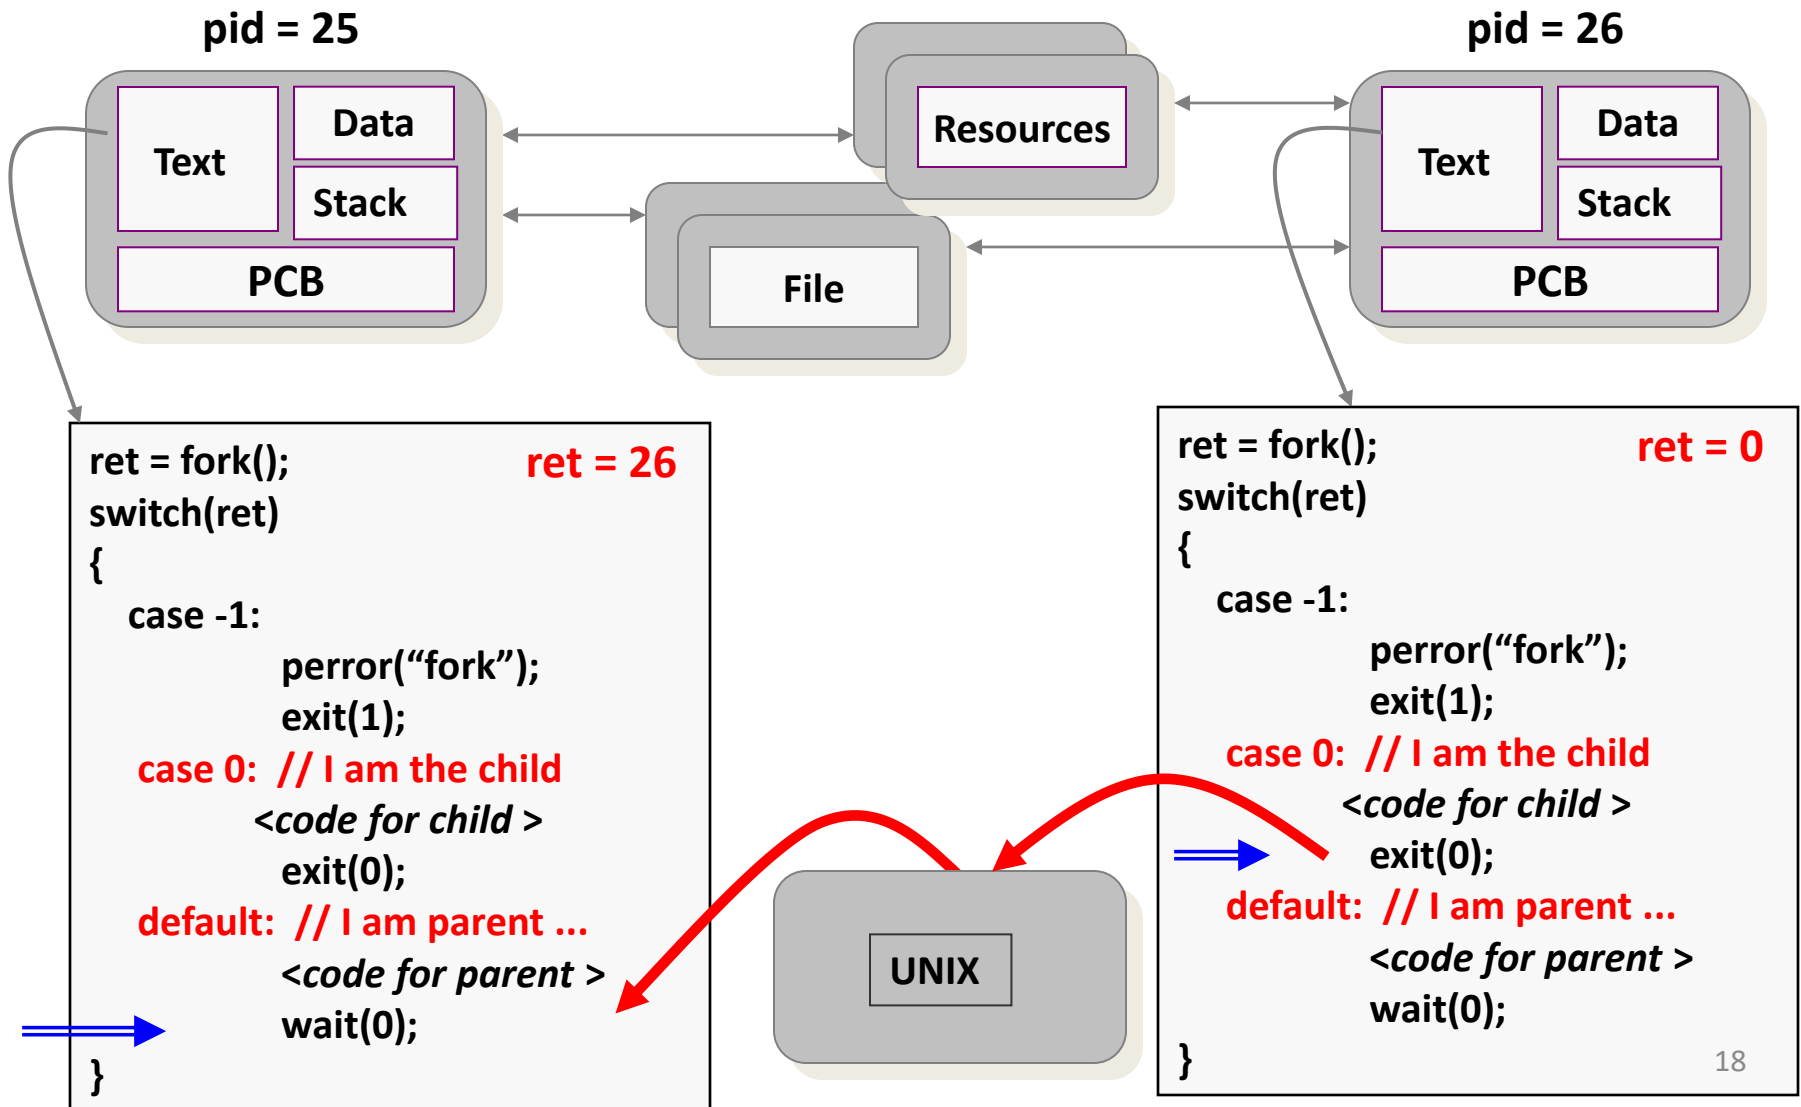 pid = 25
pid = 26
Text
Data
Stack
PCB
Resources
File
Text
Data
Stack
PCB
ret = fork();
ret = 26
switch(ret)
{
case -1:
perror(“fork”);
exit(1);
case 0:  // I am the child
<code for child >
exit(0);
default:  // I am parent ...
<code for parent >
wait(0);
}
UNIX
ret = fork();
ret = 0
switch(ret)
{
case -1:
perror(“fork”);
exit(1);
case 0:  // I am the child
<code for child >
exit(0);
default:  // I am parent ...
<code for parent >
wait(0);
}
18